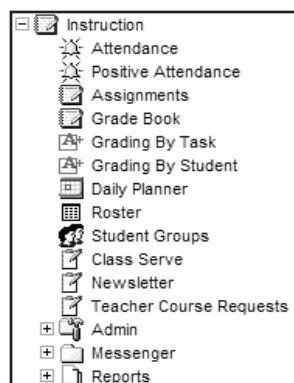 Instruction
Attendance
Positive Attendance
Assignments
Grade Book
A+ Grading By Task
A+ Grading By Student
Daily Planner
Roster
Student Groups
Class Serve
Newsletter
Teacher Course Requests
Admin
Messenger
Reports